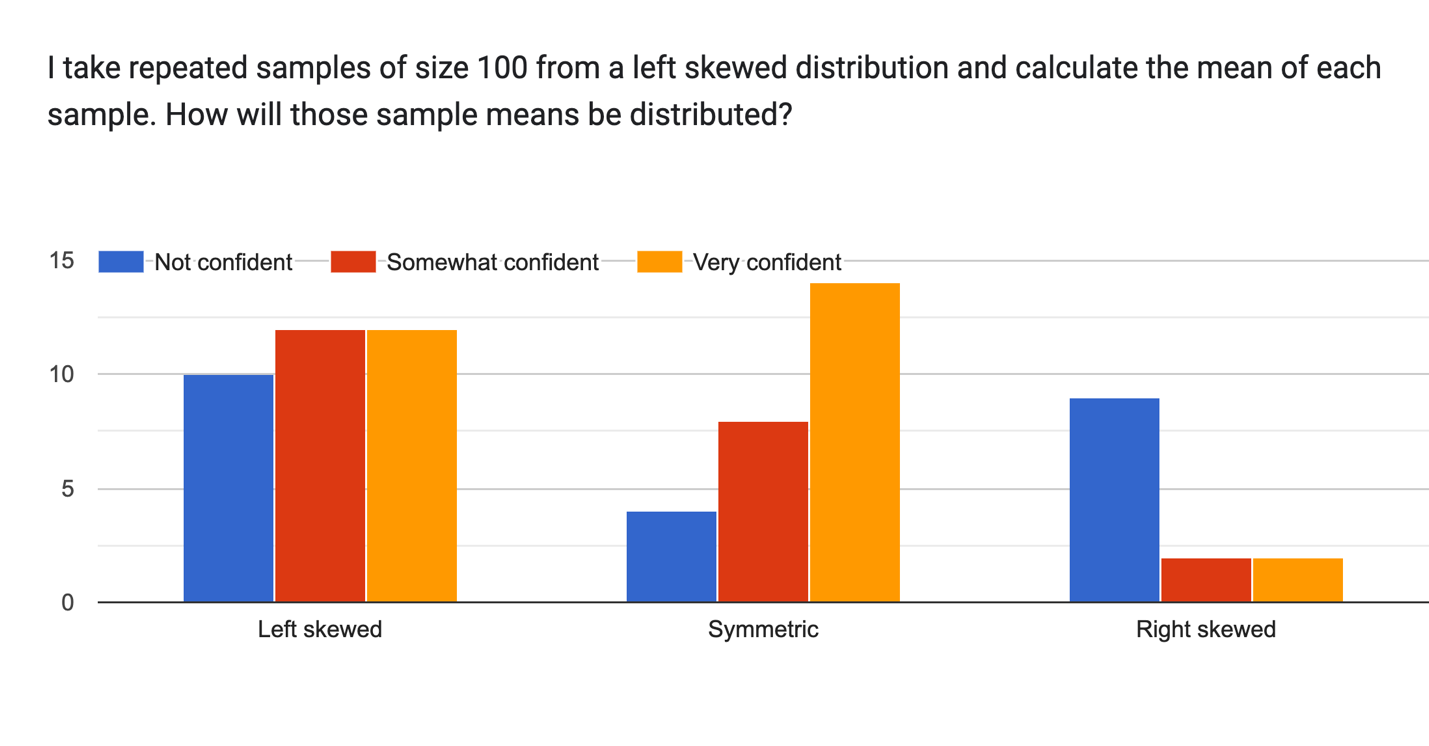 I take repeated samples of size 100 from a left skewed distribution and calculate the mean of each
sample. How will those sample means be distributed?
15 Not confident Somewhat confident Very confident
10
5
0
Left skewed Symmetric Right skewed